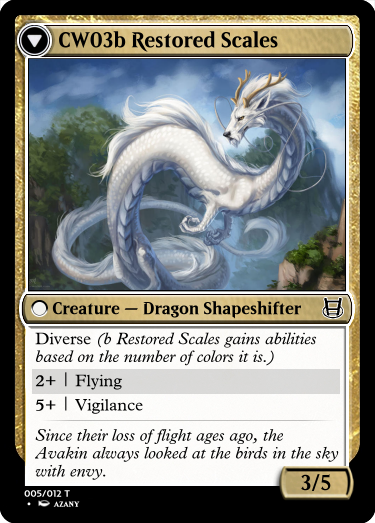 CW03b Restored Scales
Creature — Dragon Shapeshifter
Diverse (b Restored Scales gains abilities
based on the number of colors it is.)
2+ | Flying
5+ | Vigilance
Since their loss of flight ages ago, the
Avakin always looked at the birds in the sky
with envy.
3/5
005/012 T
• AZANY